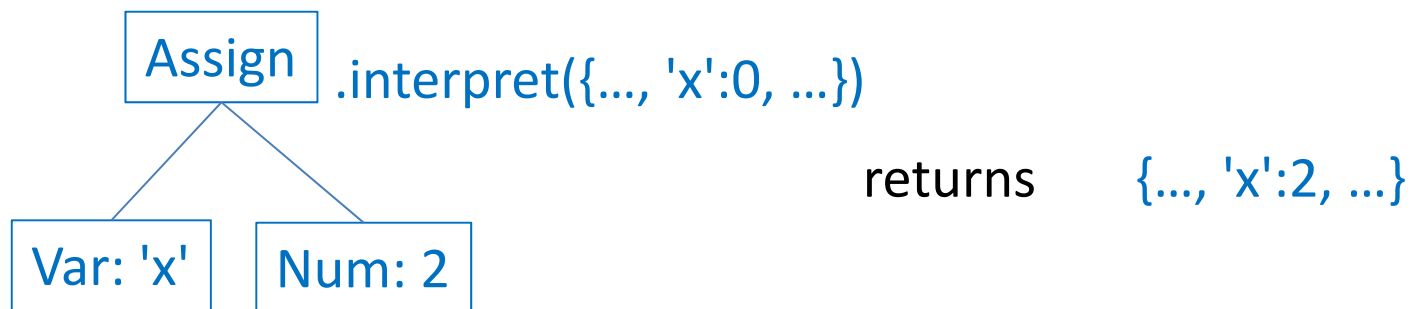 Assign
.interpret({…, 'x':0, …})
returns {…, 'x':2, …}
Var: 'x'
Num: 2